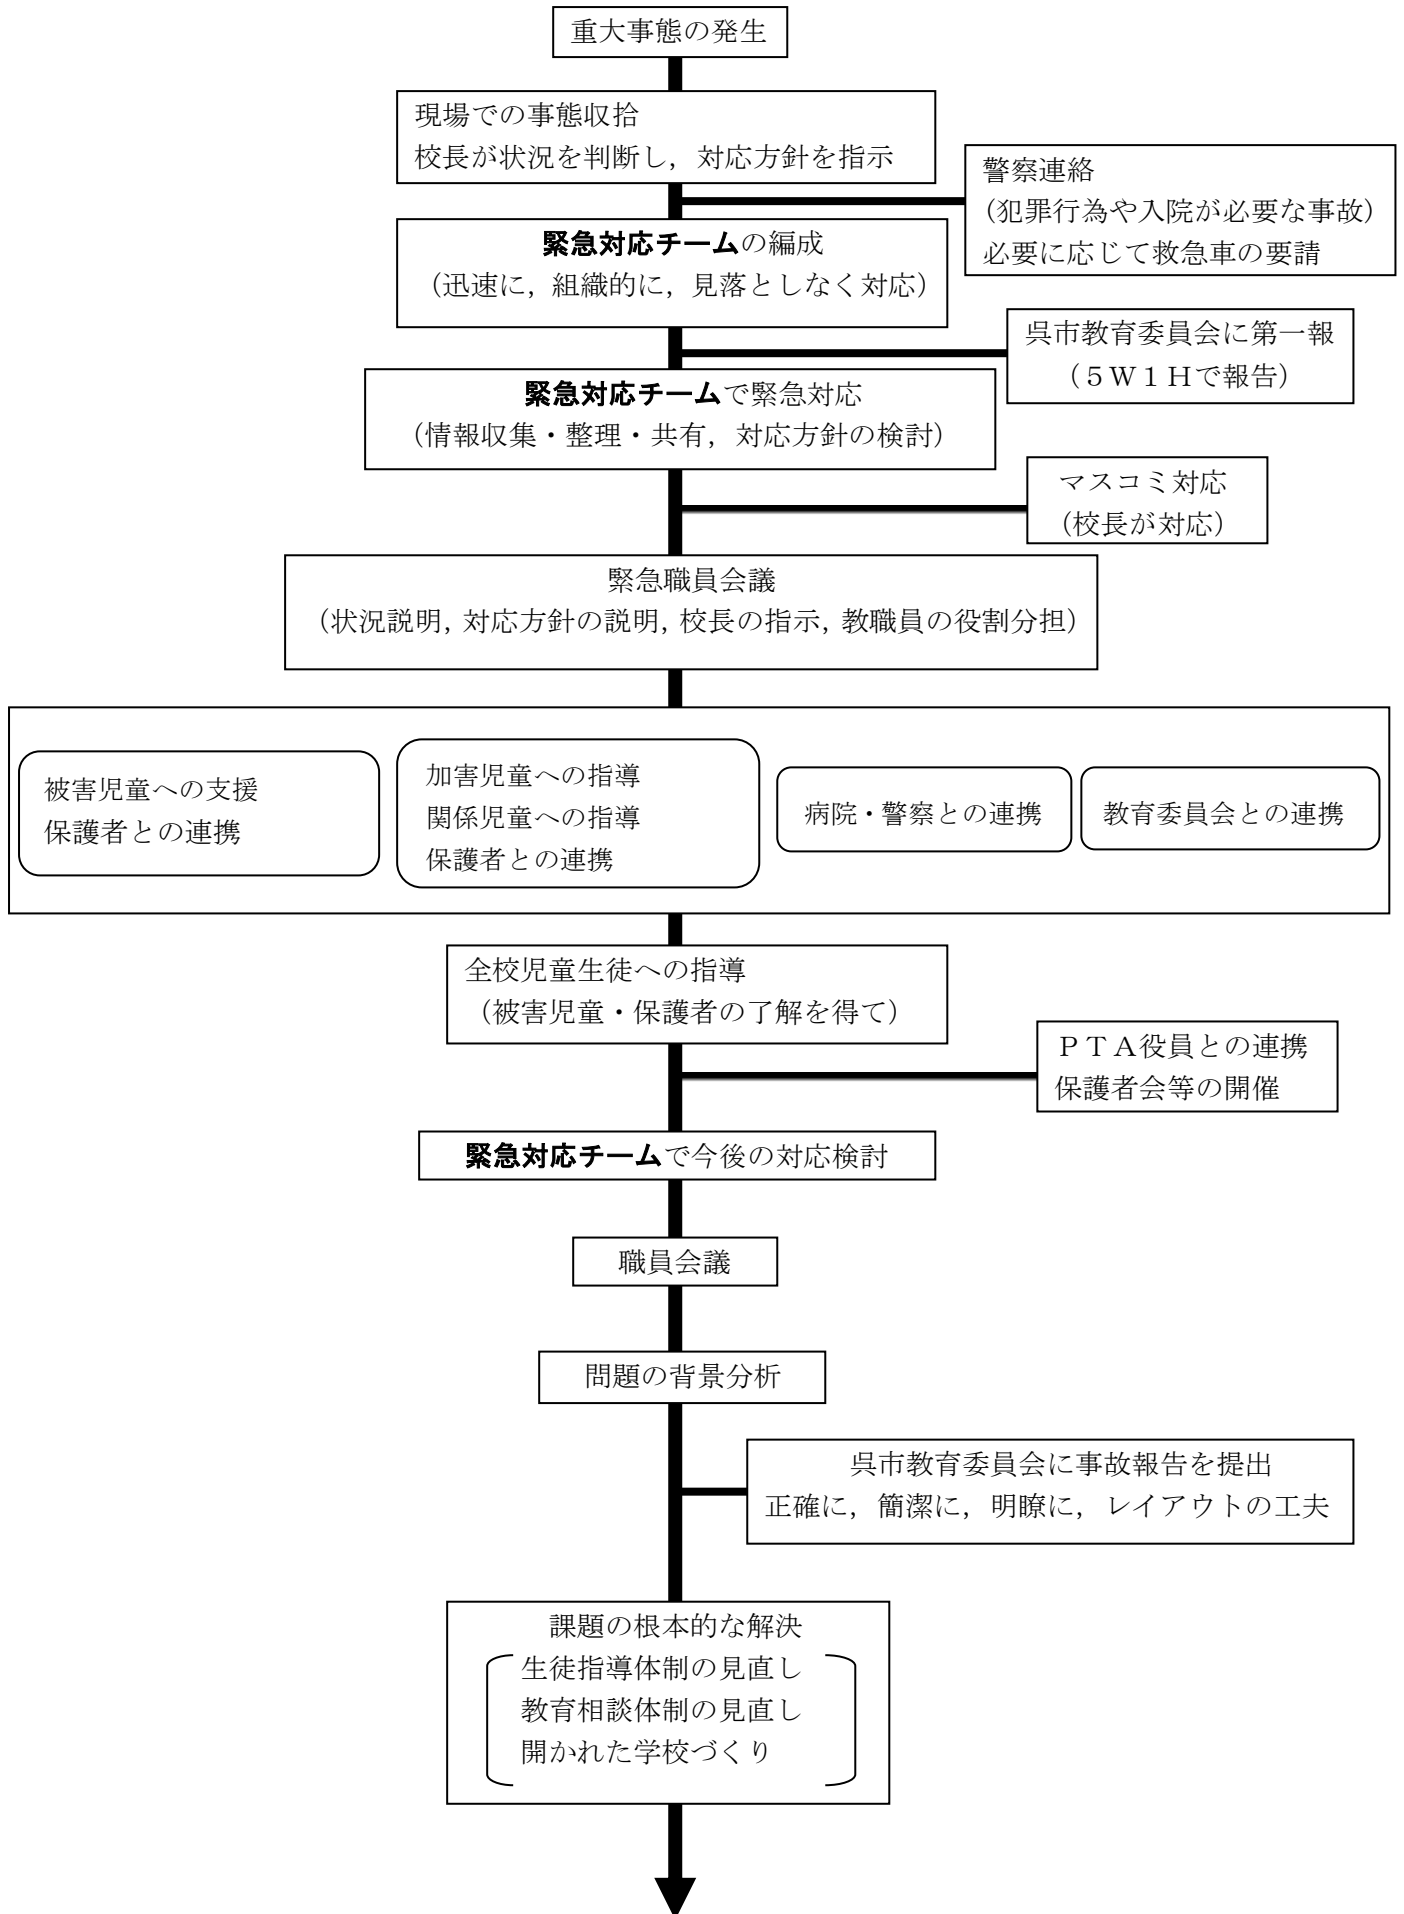 重大事態の発生
現場での事態収拾
校長が状況を判断し，対応方針を指示
警察連絡
（犯罪行為や入院が必要な事故）
必要に応じて救急車の要請
緊急対応チームの編成
（迅速に，組織的に，見落としなく対応）
呉市教育委員会に第一報
（５Ｗ１Ｈで報告）
緊急対応チームで緊急対応
（情報収集・整理・共有，対応方針の検討）
マスコミ対応
（校長が対応）
緊急職員会議
（状況説明，対応方針の説明，校長の指示，教職員の役割分担）
被害児童への支援
保護者との連携
加害児童への指導
関係児童への指導
保護者との連携
病院・警察との連携
教育委員会との連携
全校児童生徒への指導
（被害児童・保護者の了解を得て）
ＰＴＡ役員との連携
保護者会等の開催
緊急対応チームで今後の対応検討
職員会議
問題の背景分析
呉市教育委員会に事故報告を提出
正確に，簡潔に，明瞭に，レイアウトの工夫
課題の根本的な解決
生徒指導体制の見直し
教育相談体制の見直し
開かれた学校づくり